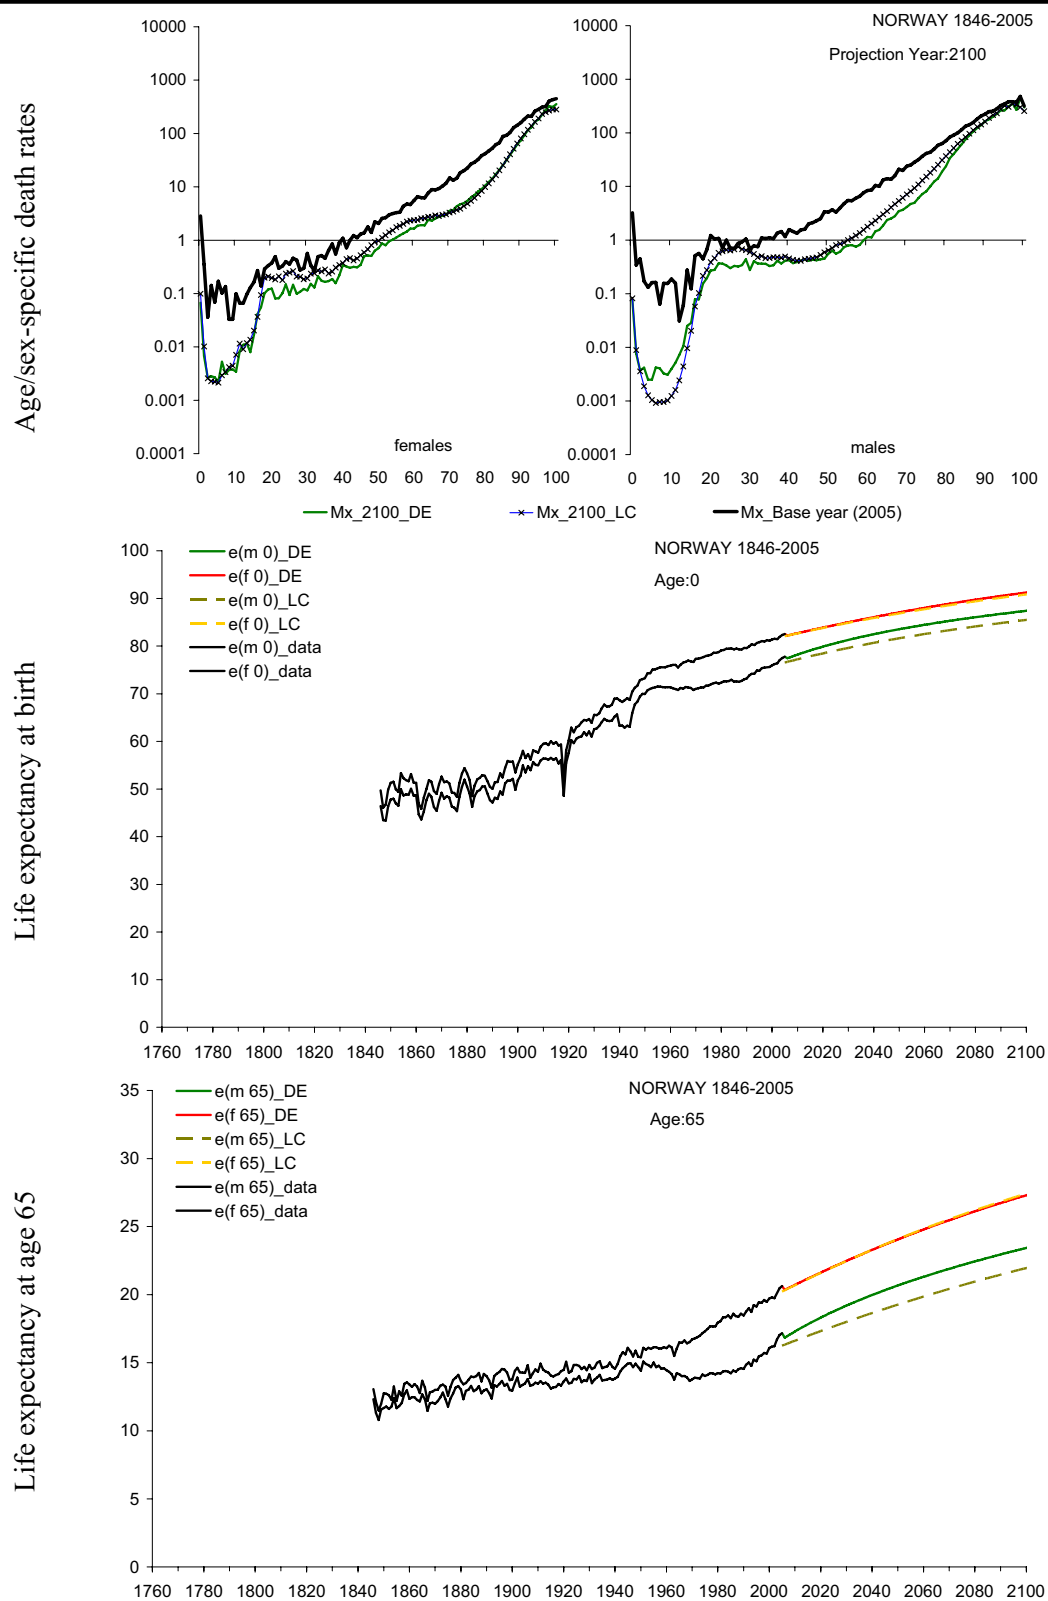 NORWAY 1846-2005
Projection Year:2100
Age/sex-specific death rates
10000
1000
100
10
1
0.1
0.01
0.001
0.0001
females
0 10 20 30 40 50 60 70 80 90 100
10000
1000
100
10
1
0.1
0.01
0.001
0.0001
males
0 10 20 30 40 50 60 70 80 90 100
Mx_2100_DE Mx_2100_LC Mx_Base year (2005)
Life expectancy at birth
NORWAY 1846-2005
Age:0
e(m 0)_DE
e(f 0)_DE
e(m 0)_LC
e(f 0)_LC
e(m 0)_data
e(f 0)_data
100
90
80
70
60
50
40
30
20
10
0
1760 1780 1800 1820 1840 1860 1880 1900 1920 1940 1960 1980 2000 2020 2040 2060 2080 2100
Life expectancy at age 65
NORWAY 1846-2005
Age:65
e(m 65)_DE
e(f 65)_DE
e(m 65)_LC
e(f 65)_LC
e(m 65)_data
e(f 65)_data
35
30
25
20
15
10
5
0
1760 1780 1800 1820 1840 1860 1880 1900 1920 1940 1960 1980 2000 2020 2040 2060 2080 2100